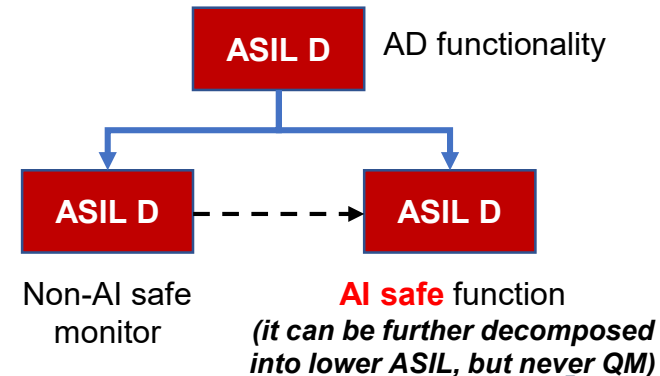 ASIL D
AD functionality
ASIL D
ASIL D
Non-AI safe
monitor
AI safe function
(it can be further decomposed
into lower ASIL, but never QM)